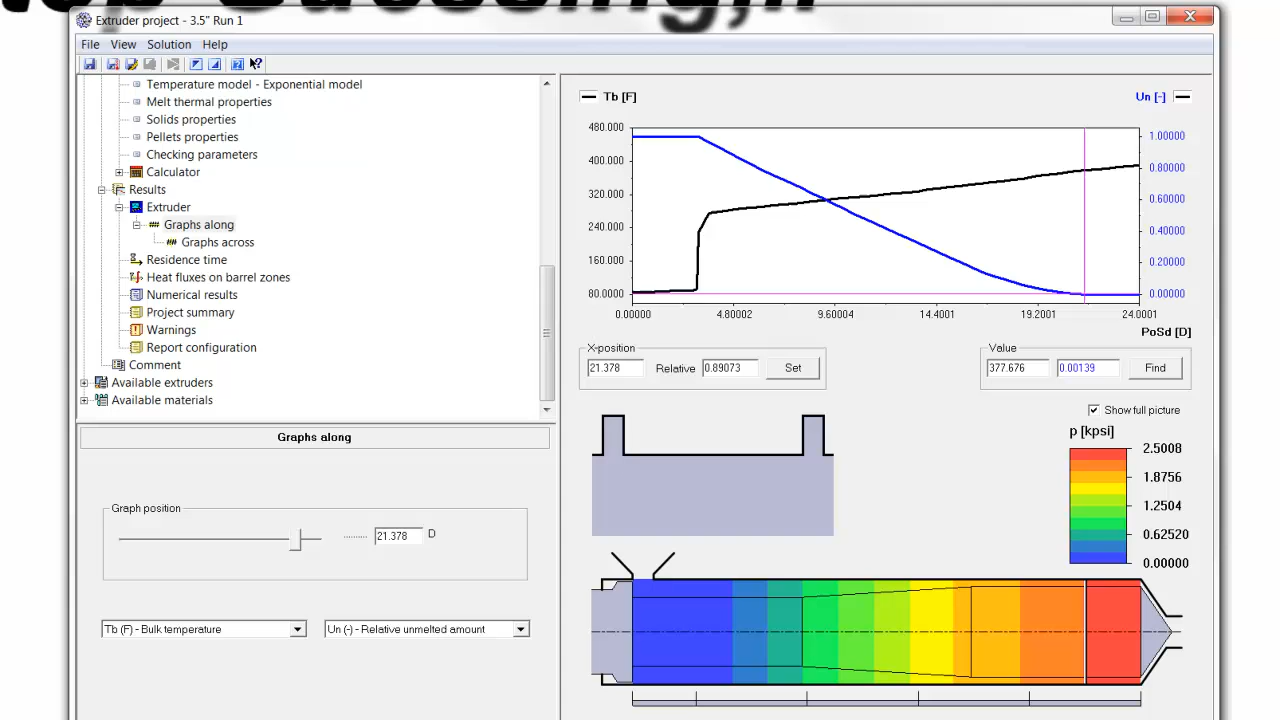 top Guessing,
Extruder project - 3.5" Run 1
File View Solution Help
Temperature model - Exponential model
Melt thermal properties
Solids properties
Pellets properties
Checking parameters
Calculator
Results
Extruder
Graphs along
Graphs across
Residence time
Heat fluxes on barrel zones
Numerical results
Project summary
Warnings
Report configuration
Comment
Available extruders
Available materials
Graphs along
Graph position
21.378 D
Tb (F) - Bulk temperature
Un (-) - Relative unmelted amount
Tb [F]
Un [-]
480.000
400.000
320.000
240.000
160.000
80.0000
1.00000
0.80000
0.60000
0.40000
0.20000
0.00000
0.00000 4.80002 9.60004 14.4001 19.2001 24.0001
PoSd [D]
X-position
21.378 Relative 0.89073 Set
Value
377.676 0.00139 Find
Show full picture
p [kpsi]
2.5008
1.8756
1.2504
0.62520
0.00000